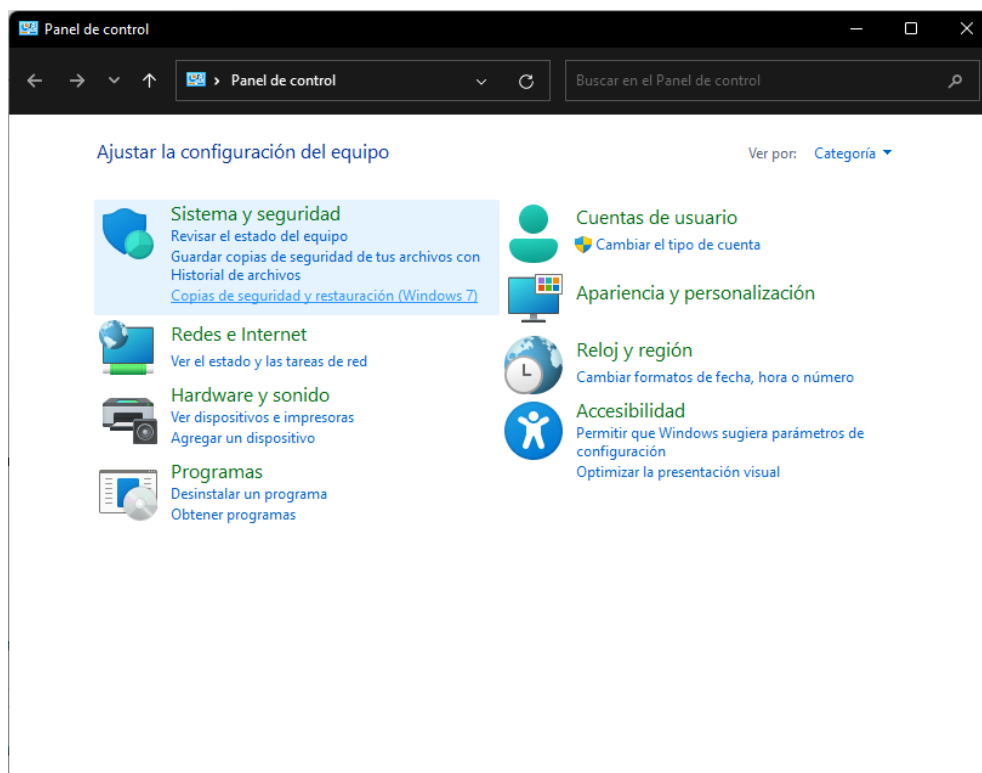 Panel de control
Panel de control
Buscar en el Panel de control
Ajustar la configuración del equipo
Ver por: Categoría
Sistema y seguridad
Revisar el estado del equipo
Guardar copias de seguridad de tus archivos con
Historial de archivos
Copias de seguridad y restauración (Windows 7)
Redes e Internet
Ver el estado y las tareas de red
Hardware y sonido
Ver dispositivos e impresoras
Agregar un dispositivo
Programas
Desinstalar un programa
Obtener programas
Cuentas de usuario
Cambiar el tipo de cuenta
Apariencia y personalización
Reloj y región
Cambiar formatos de fecha, hora o número
Accesibilidad
Permitir que Windows sugiera parámetros de
configuración
Optimizar la presentación visual